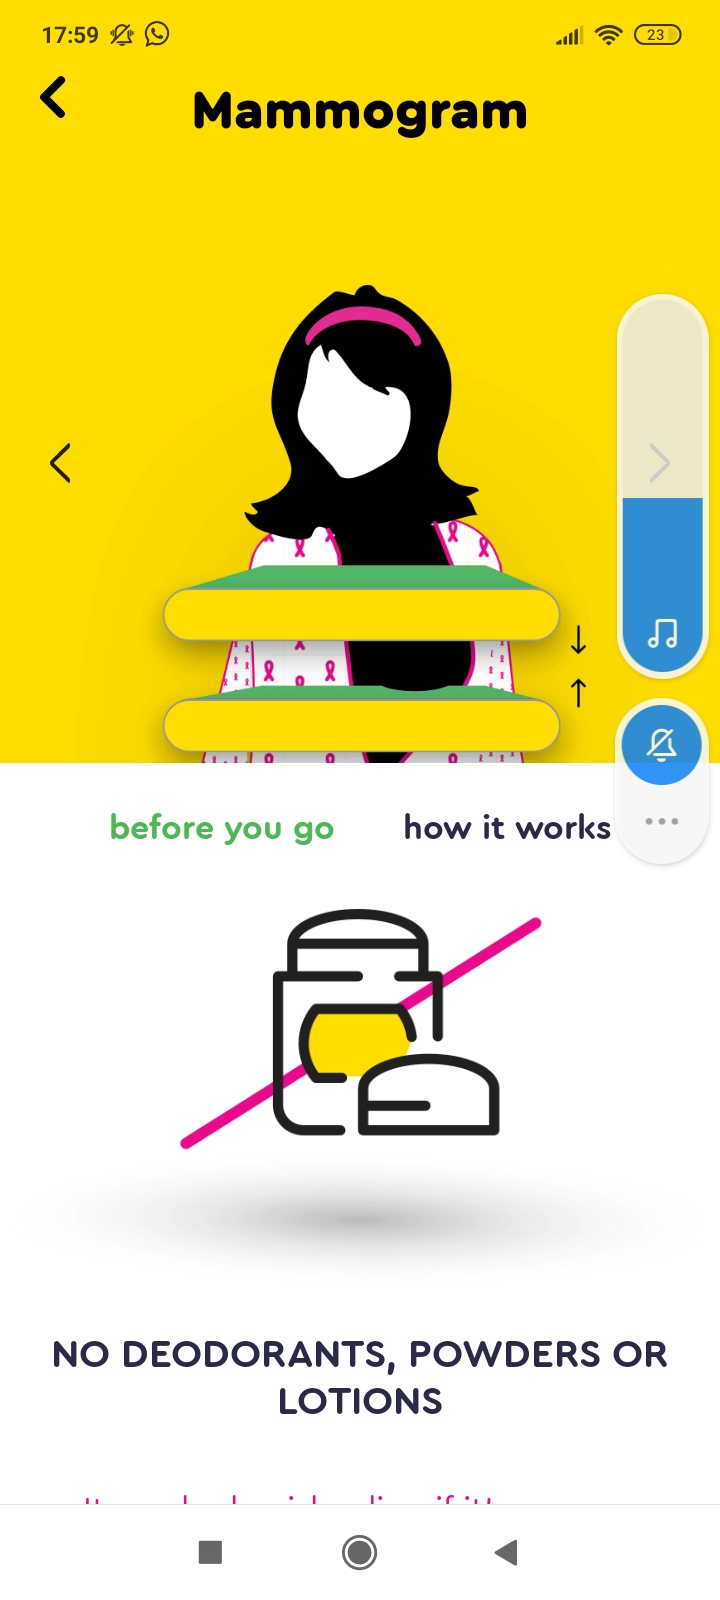 17:59
23
Mammogram
before you go how it works
NO DEODORANTS, POWDERS OR
LOTIONS